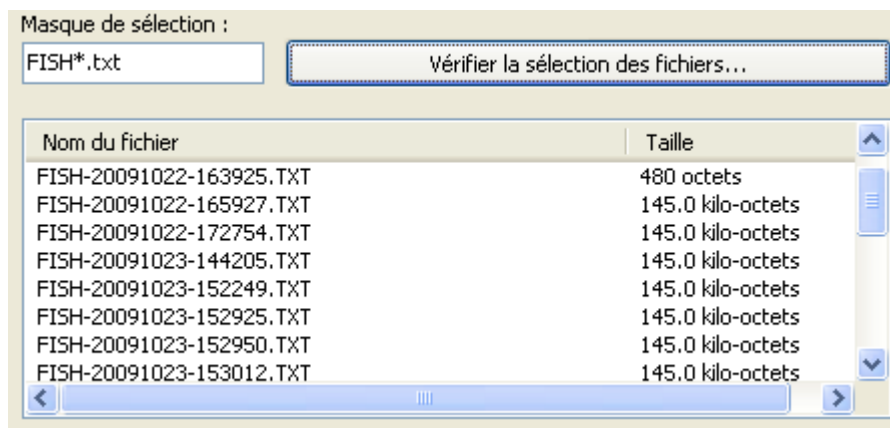 Masque de sélection :
FISH*.txt
Vérifier la sélection des fichiers...
Nom du fichier Taille
FISH-20091022-163925.TXT 480 octets
FISH-20091022-165927.TXT 145.0 kilo-octets
FISH-20091022-172754.TXT 145.0 kilo-octets
FISH-20091023-144205.TXT 145.0 kilo-octets
FISH-20091023-152249.TXT 145.0 kilo-octets
FISH-20091023-152925.TXT 145.0 kilo-octets
FISH-20091023-152950.TXT 145.0 kilo-octets
FISH-20091023-153012.TXT 145.0 kilo-octets